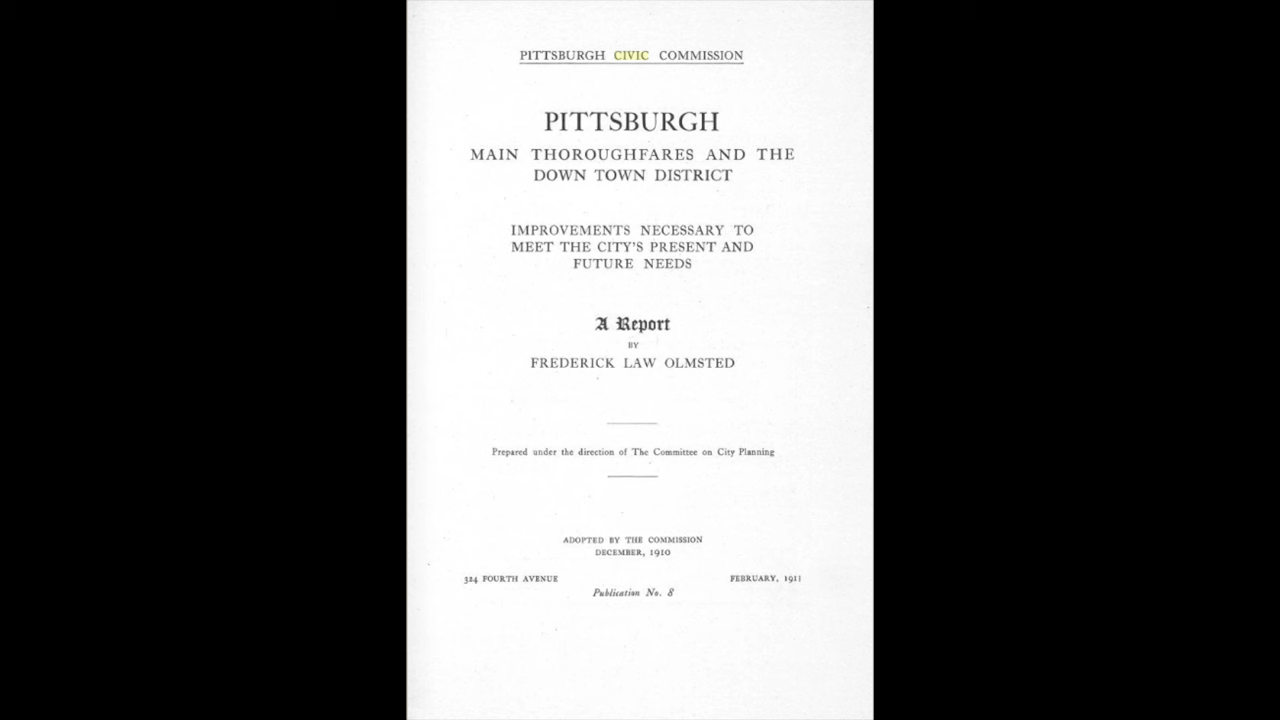 PITTSBURGH CIVIC COMMISSION
PITTSBURGH
MAIN THOROUGHFARES AND THE
DOWN TOWN DISTRICT
IMPROVEMENTS NECESSARY TO
MEET THE CITY'S PRESENT AND
FUTURE NEEDS
A Report
BY
FREDERICK LAW OLMSTED
Prepared under the direction of The Committee on City Planning
ADOPTED BY THE COMMISSION
DECEMBER, 1910
324 FOURTH AVENUE FEBRUARY, 1911
Publication No. 8